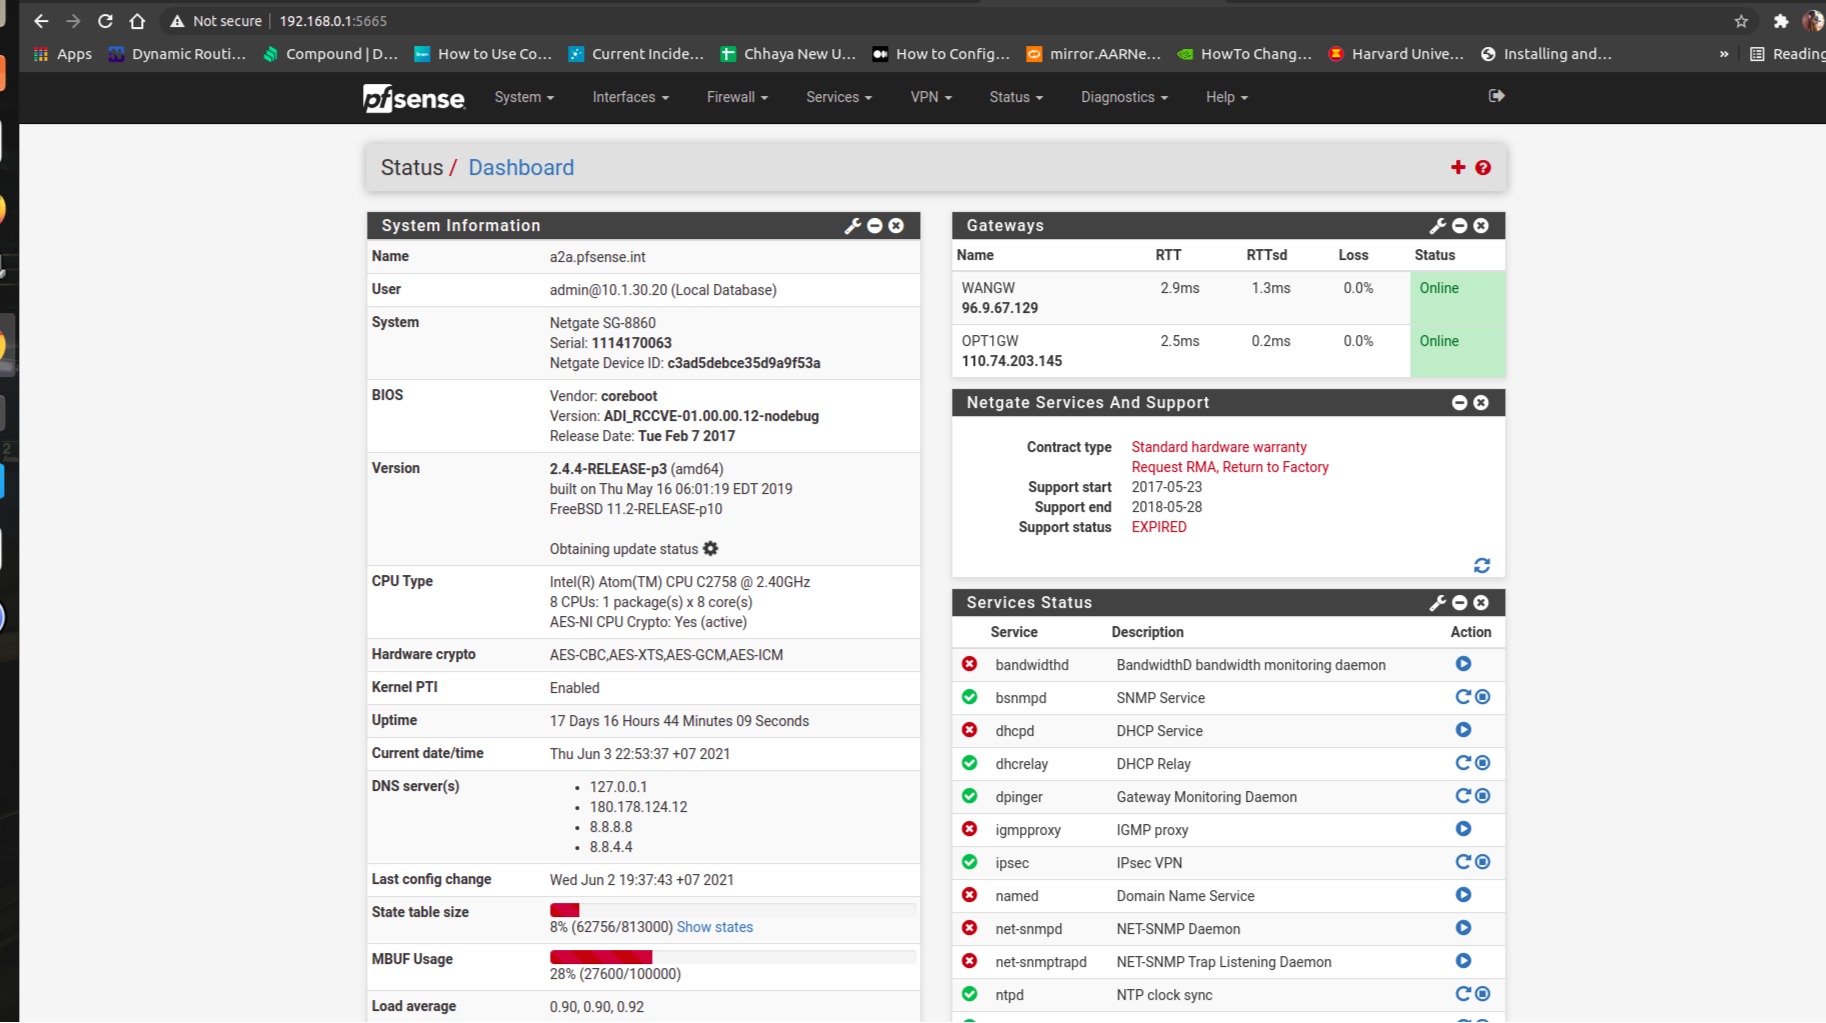 Not secure | 192.168.0.1:5665
Apps Dynamic Routi... Compound | D... How to Use Co... Current Incide... Chhaya New U... How to Config... mirror.AARNe... HowTo Chang... Harvard Unive... Installing and... » Reading
pfsense System Interfaces Firewall Services VPN Status Diagnostics Help
Status / Dashboard
System Information
Name a2a.pfsense.int
User admin@10.1.30.20 (Local Database)
System Netgate SG-8860
Serial: 1114170063
Netgate Device ID: c3ad5debce35d9a9f53a
BIOS Vendor: coreboot
Version: ADI_RCCVE-01.00.00.12-nodebug
Release Date: Tue Feb 7 2017
Version 2.4.4-RELEASE-p3 (amd64)
built on Thu May 16 06:01:19 EDT 2019
FreeBSD 11.2-RELEASE-p10
Obtaining update status
CPU Type Intel(R) Atom(TM) CPU C2758 @ 2.40GHz
8 CPUs: 1 package(s) x 8 core(s)
AES-NI CPU Crypto: Yes (active)
Hardware crypto AES-CBC,AES-XTS,AES-GCM,AES-ICM
Kernel PTI Enabled
Uptime 17 Days 16 Hours 44 Minutes 09 Seconds
Current date/time Thu Jun 3 22:53:37 +07 2021
DNS server(s) • 127.0.0.1
• 180.178.124.12
• 8.8.8.8
• 8.8.4.4
Last config change Wed Jun 2 19:37:43 +07 2021
State table size
8% (62756/813000) Show states
MBUF Usage
28% (27600/100000)
Load average 0.90, 0.90, 0.92
Gateways
Name RTT RTTsd Loss Status
WANGW 2.9ms 1.3ms 0.0% Online
96.9.67.129
OPT1GW 2.5ms 0.2ms 0.0% Online
110.74.203.145
Netgate Services And Support
Contract type Standard hardware warranty
Request RMA, Return to Factory
Support start 2017-05-23
Support end 2018-05-28
Support status EXPIRED
Services Status
Service Description Action
bandwidthd BandwidthD bandwidth monitoring daemon
bsnmpd SNMP Service
dhcpd DHCP Service
dhcrelay DHCP Relay
dpinger Gateway Monitoring Daemon
igmpproxy IGMP proxy
ipsec IPsec VPN
named Domain Name Service
net-snmpd NET-SNMP Daemon
net-snmptrapd NET-SNMP Trap Listening Daemon
ntpd NTP clock sync